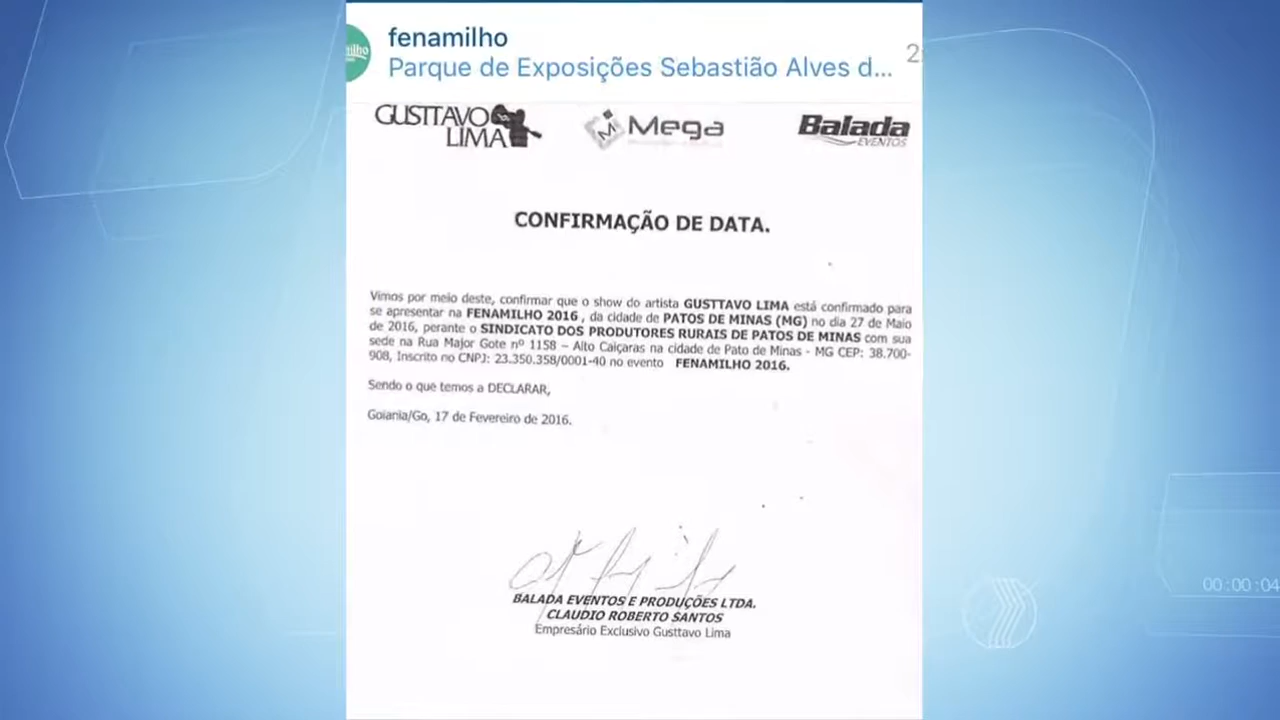 fenamilho
Parque de Exposições Sebastião Alves d...
GUSTTAVO
LIMA
Mega
Balada
EVENTOS
CONFIRMAÇÃO DE DATA.
Vimos por meio deste, confirmar que o show do artista GUSTTAVO LIMA está confirmado para
se apresentar na FENAMILHO 2016 , da cidade de PATOS DE MINAS (MG) no dia 27 de Maio
de 2016, perante o SINDICATO DOS PRODUTORES RURAIS DE PATOS DE MINAS com sua
sede na Rua Major Gote nº 1158 – Alto Caiçaras na cidade de Pato de Minas - MG CEP: 38.700-
908, Inscrito no CNPJ: 23.350.358/0001-40 no evento FENAMILHO 2016.
Sendo o que temos a DECLARAR,
Goiania/Go, 17 de Fevereiro de 2016.
BALADA EVENTOS E PRODUÇÕES LTDA.
CLAUDIO ROBERTO SANTOS
Empresário Exclusivo Gusttavo Lima
00:00:04